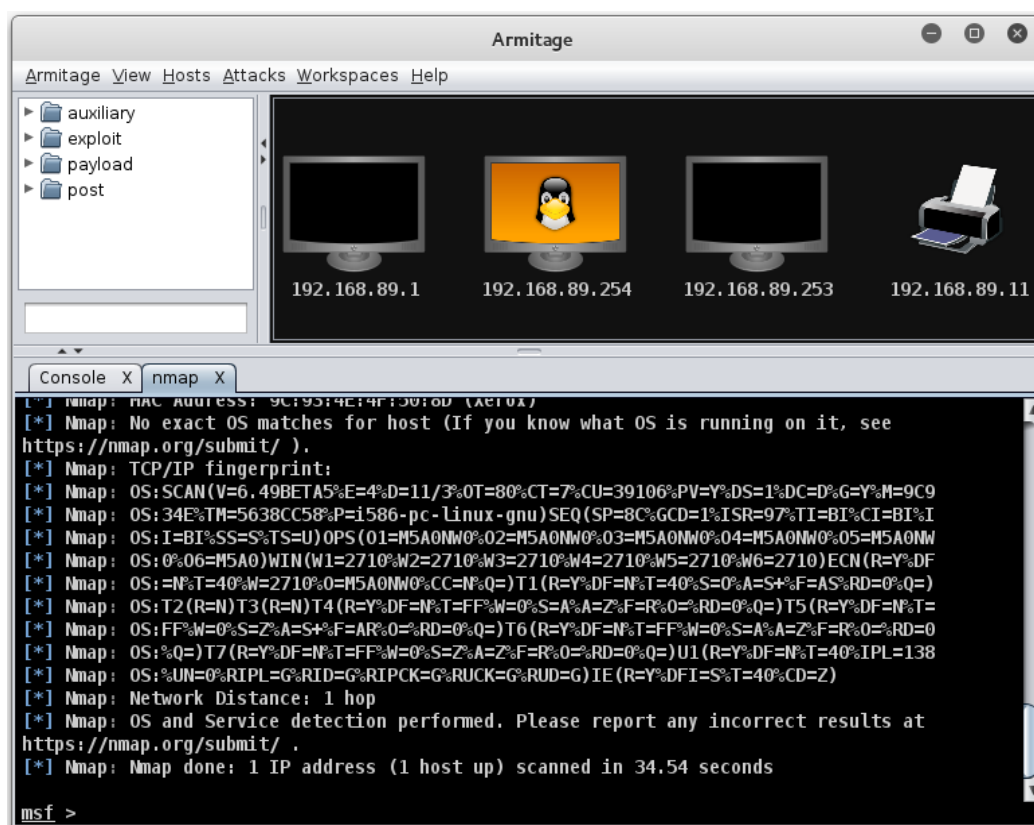 Armitage
Armitage View Hosts Attacks Workspaces Help
auxiliary
exploit
payload
post
192.168.89.1
192.168.89.254
192.168.89.253
192.168.89.11
Console X
nmap X
[*] Nmap: MAC Address: 9C:93:4E:4F:50:8D (Xerox)
[*] Nmap: No exact OS matches for host (If you know what OS is running on it, see
https://nmap.org/submit/ ).
[*] Nmap: TCP/IP fingerprint:
[*] Nmap: OS:SCAN(V=6.49BETA5%E=4%D=11/3%OT=80%CT=7%CU=39106%PV=Y%DS=1%DC=D%G=Y%M=9C9
[*] Nmap: OS:34E%TM=5638CC58%P=i586-pc-linux-gnu)SEQ(SP=8C%GCD=1%ISR=97%TI=BI%CI=BI%I
[*] Nmap: OS:I=BI%SS=S%TS=U)OPS(O1=M5A0NW0%O2=M5A0NW0%O3=M5A0NW0%O4=M5A0NW0%O5=M5A0NW
[*] Nmap: OS:0%O6=M5A0)WIN(W1=2710%W2=2710%W3=2710%W4=2710%W5=2710%W6=2710)ECN(R=Y%DF
[*] Nmap: OS:=N%T=40%W=2710%O=M5A0NW0%CC=N%Q=)T1(R=Y%DF=N%T=40%S=O%A=S+%F=AS%RD=0%Q=)
[*] Nmap: OS:T2(R=N)T3(R=N)T4(R=Y%DF=N%T=FF%W=0%S=A%A=Z%F=R%O=%RD=0%Q=)T5(R=Y%DF=N%T=
[*] Nmap: OS:FF%W=0%S=Z%A=S+%F=AR%O=%RD=0%Q=)T6(R=Y%DF=N%T=FF%W=0%S=A%A=Z%F=R%O=%RD=0
[*] Nmap: OS:%Q=)T7(R=Y%DF=N%T=FF%W=0%S=Z%A=Z%F=R%O=%RD=0%Q=)U1(R=Y%DF=N%T=40%IPL=138
[*] Nmap: OS:%UN=0%RIPL=G%RID=G%RIPCK=G%RUCK=G%RUD=G)IE(R=Y%DFI=S%T=40%CD=Z)
[*] Nmap: Network Distance: 1 hop
[*] Nmap: OS and Service detection performed. Please report any incorrect results at
https://nmap.org/submit/ .
[*] Nmap: Nmap done: 1 IP address (1 host up) scanned in 34.54 seconds
msf >